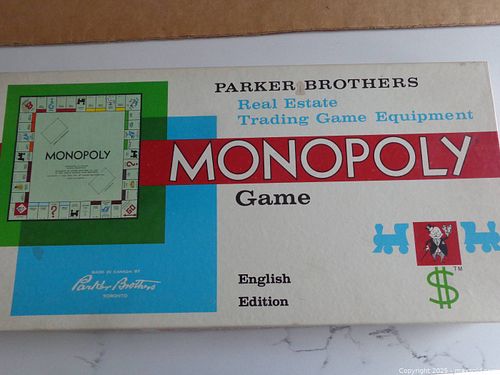 PARKER BROTHERS
Real Estate
Trading Game Equipment
MONOPOLY
MONOPOLY
Game
MADE IN CANADA BY
Parker Brothers
TORONTO
English
Edition
TM
$